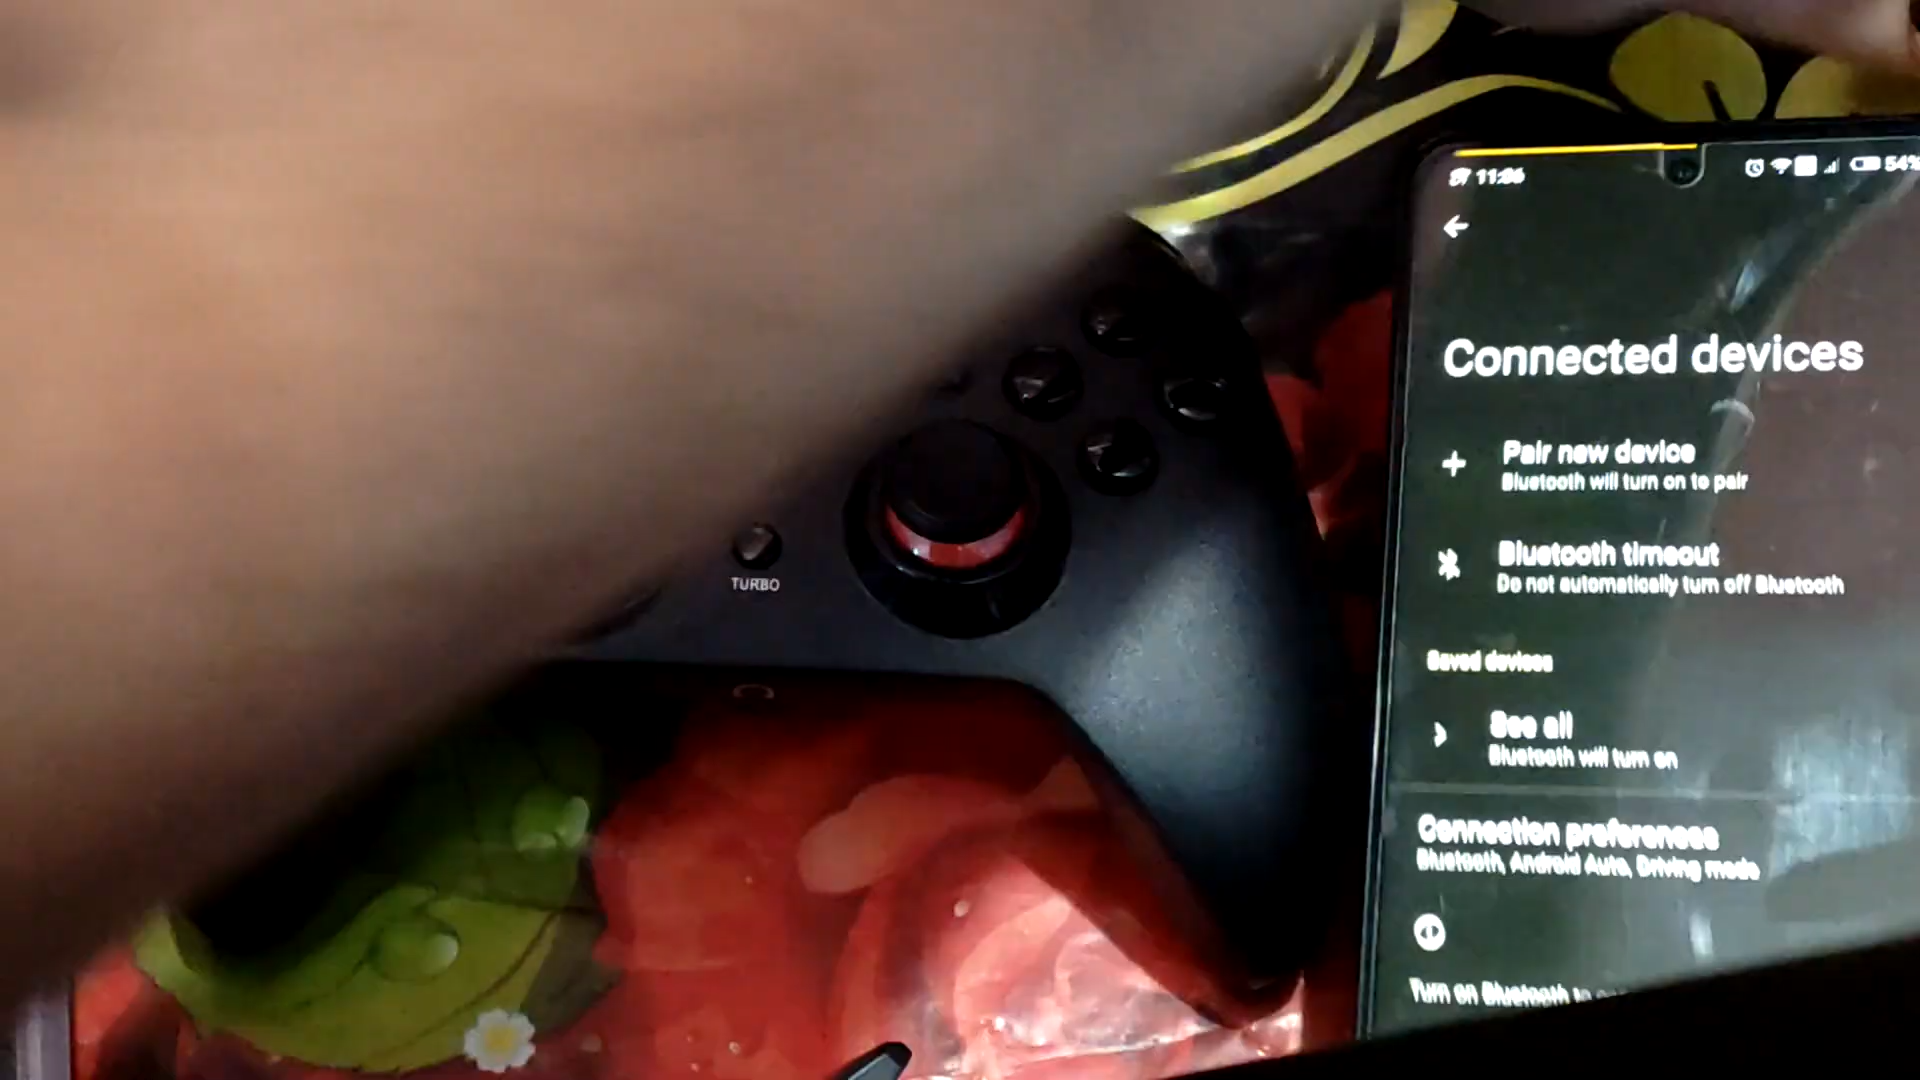 TURBO
11:06
54%
Connected devices
Pair new device
Bluetooth will turn on to pair
Bluetooth timeout
Do not automatically turn off Bluetooth
Saved devices
See all
Bluetooth will turn on
Connection preferences
Bluetooth, Android Auto, Driving mode
Turn on Bluetooth to